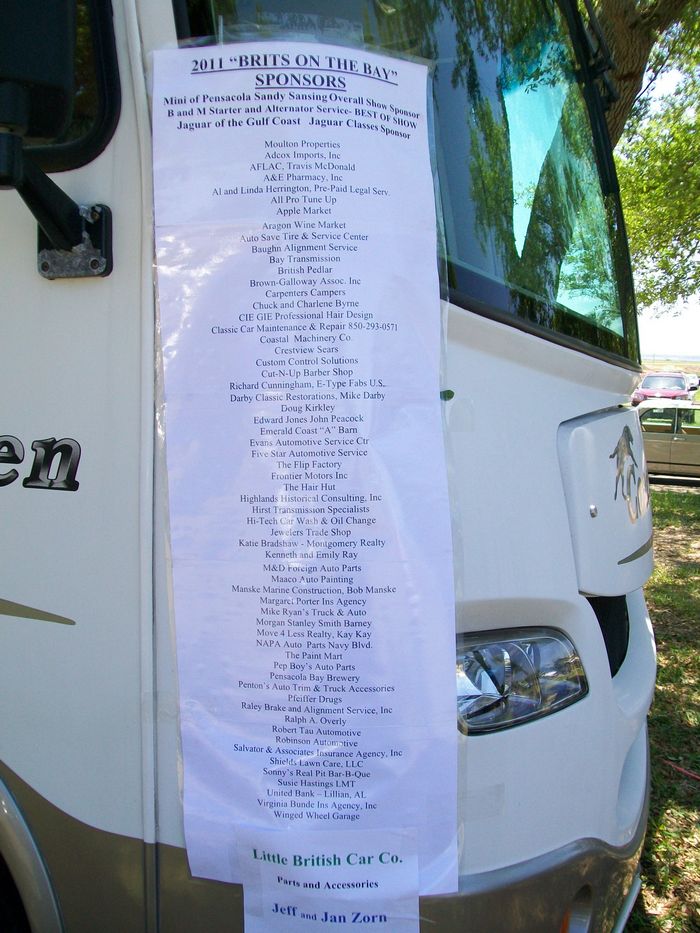 2011 “BRITS ON THE BAY”
SPONSORS
Mini of Pensacola Sandy Sansing Overall Show Sponsor
B and M Starter and Alternator Service- BEST OF SHOW
Jaguar of the Gulf Coast Jaguar Classes Sponsor
Moulton Properties
Adcox Imports, Inc
AFLAC, Travis McDonald
A&E Pharmacy, Inc
Al and Linda Herrington, Pre-Paid Legal Serv.
All Pro Tune Up
Apple Market
Aragon Wine Market
Auto Save Tire & Service Center
Baughn Alignment Service
Bay Transmission
British Pedlar
Brown-Galloway Assoc. Inc
Carpenters Campers
Chuck and Charlene Byrne
CIE GIE Professional Hair Design
Classic Car Maintenance & Repair 850-293-0571
Coastal Machinery Co.
Crestview Sears
Custom Control Solutions
Cut-N-Up Barber Shop
Richard Cunningham, E-Type Fabs U.S.
Darby Classic Restorations, Mike Darby
Doug Kirkley
Edward Jones John Peacock
Emerald Coast “A” Barn
Evans Automotive Service Ctr
Five Star Automotive Service
The Flip Factory
Frontier Motors Inc
The Hair Hut
Highlands Historical Consulting, Inc
Hirst Transmission Specialists
Hi-Tech Car Wash & Oil Change
Jewelers Trade Shop
Katie Bradshaw - Montgomery Realty
Kenneth and Emily Ray
M&D Foreign Auto Parts
Maaco Auto Painting
Manske Marine Construction, Bob Manske
Margaret Porter Ins Agency
Mike Ryan’s Truck & Auto
Morgan Stanley Smith Barney
Move 4 Less Realty, Kay Kay
NAPA Auto Parts Navy Blvd.
The Paint Mart
Pep Boy’s Auto Parts
Pensacola Bay Brewery
Penton’s Auto Trim & Truck Accessories
Pfeiffer Drugs
Raley Brake and Alignment Service, Inc
Ralph A. Overly
Robert Tau Automotive
Robinson Automotive
Salvator & Associates Insurance Agency, Inc
Shields Lawn Care, LLC
Sonny’s Real Pit Bar-B-Que
Susie Hastings LMT
United Bank – Lillian, AL
Virginia Bunde Ins Agency, Inc
Winged Wheel Garage
Little British Car Co.
Parts and Accessories
Jeff and Jan Zorn
en